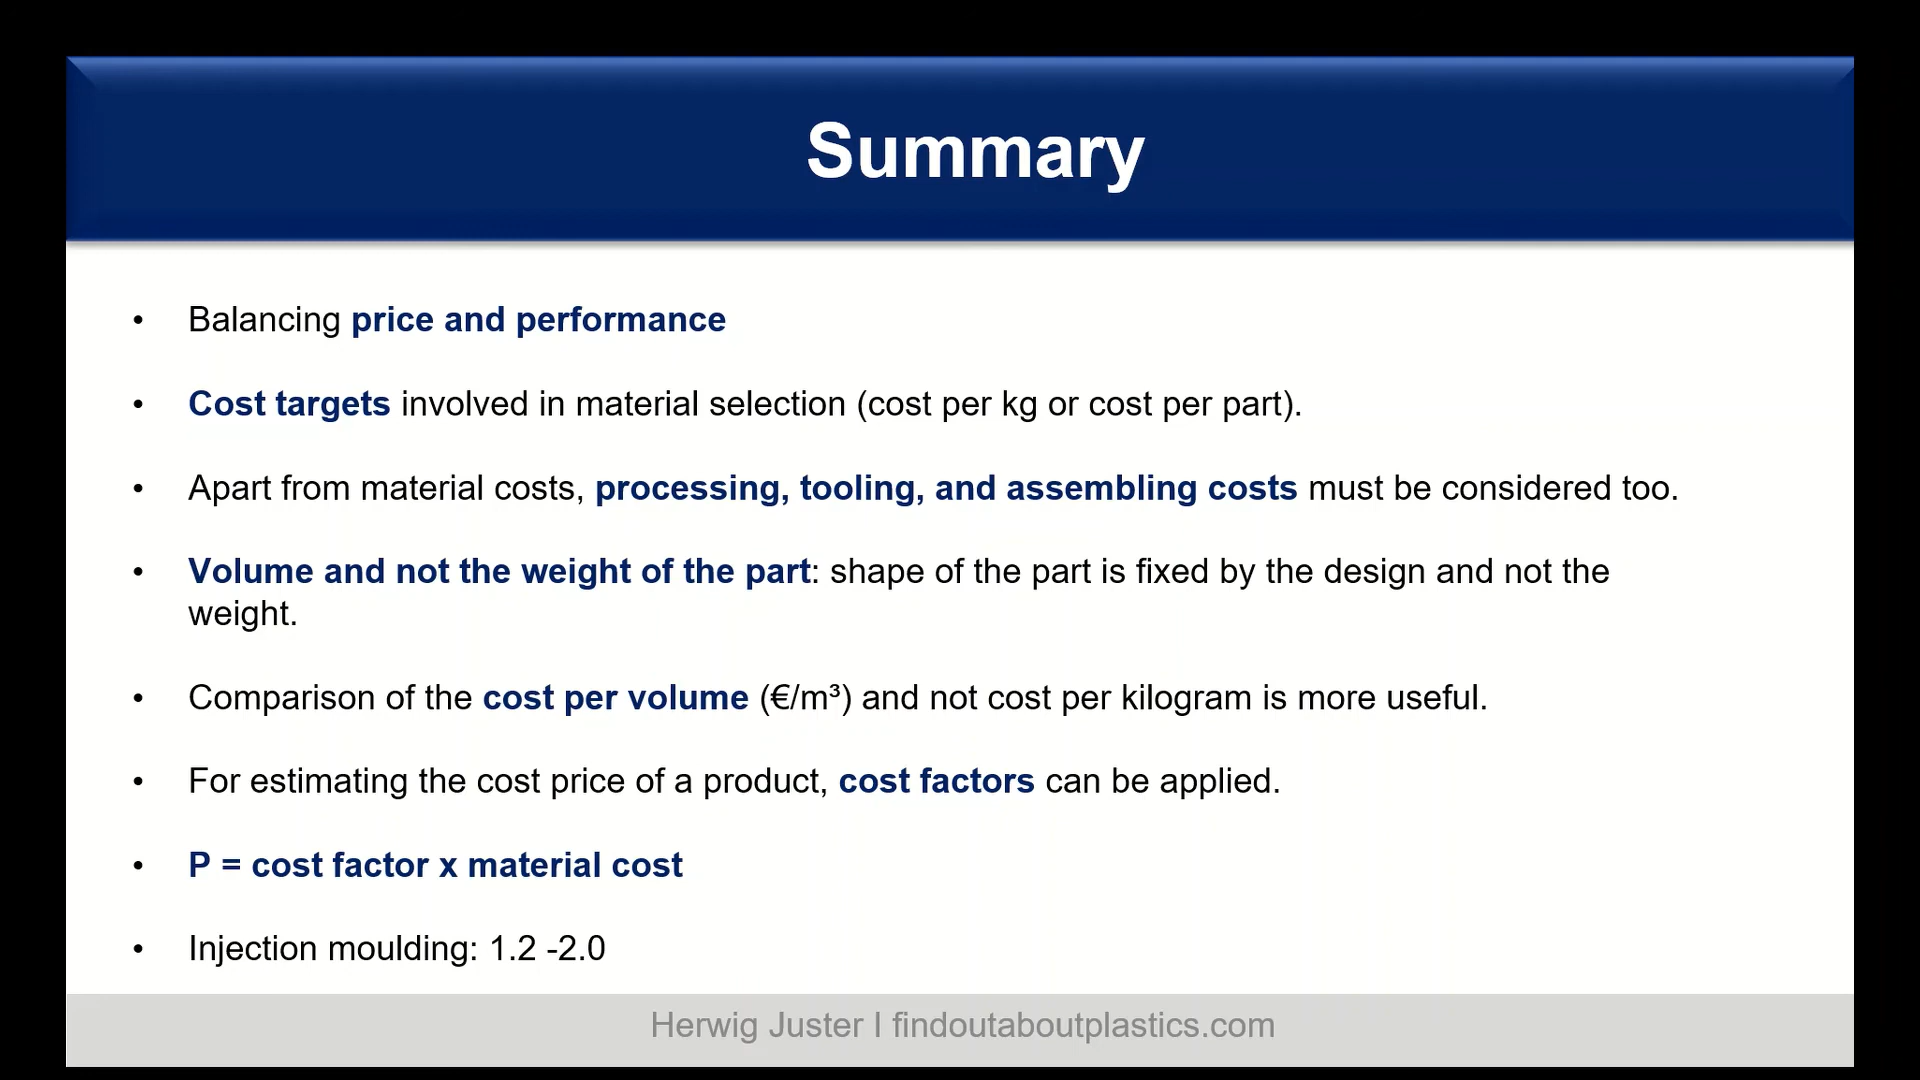 Summary
• Balancing price and performance
• Cost targets involved in material selection (cost per kg or cost per part).
• Apart from material costs, processing, tooling, and assembling costs must be considered too.
• Volume and not the weight of the part: shape of the part is fixed by the design and not the
weight.
• Comparison of the cost per volume (€/m³) and not cost per kilogram is more useful.
• For estimating the cost price of a product, cost factors can be applied.
• P = cost factor x material cost
• Injection moulding: 1.2 -2.0
Herwig Juster I findoutaboutplastics.com